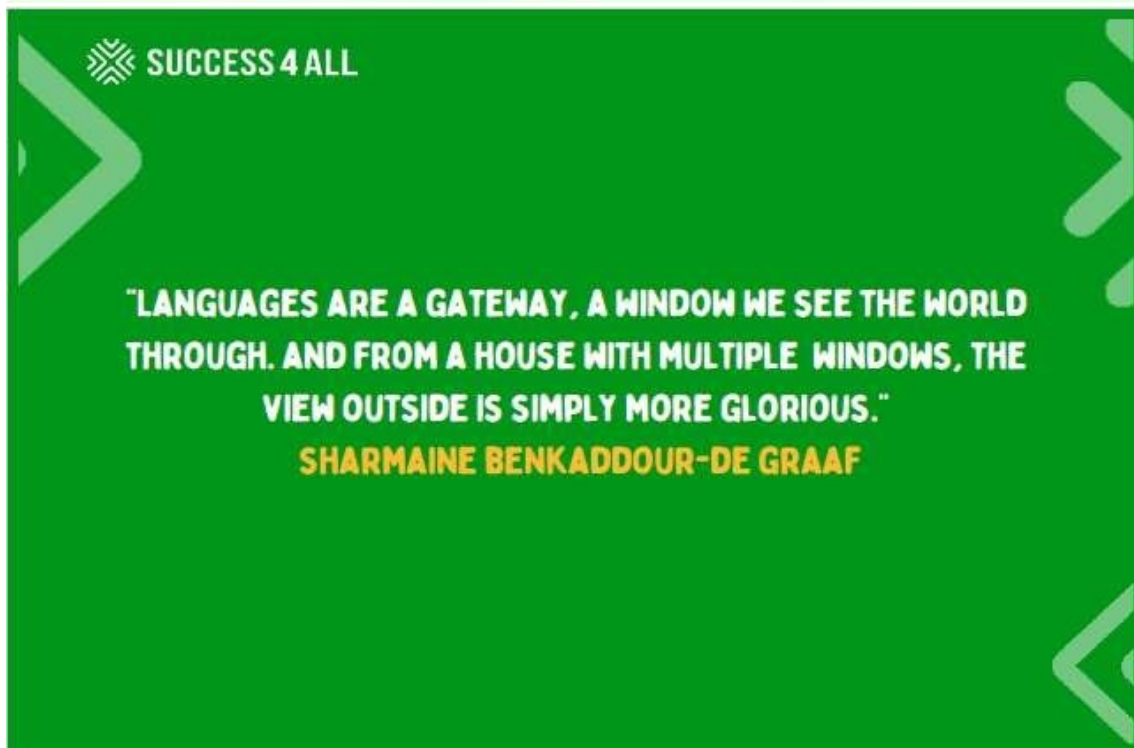 SUCCESS 4 ALL
"LANGUAGES ARE A GATEWAY, A WINDOW WE SEE THE WORLD
THROUGH. AND FROM A HOUSE WITH MULTIPLE WINDOWS, THE
VIEW OUTSIDE IS SIMPLY MORE GLORIOUS."
SHARMAINE BENKADDOUR-DE GRAAF